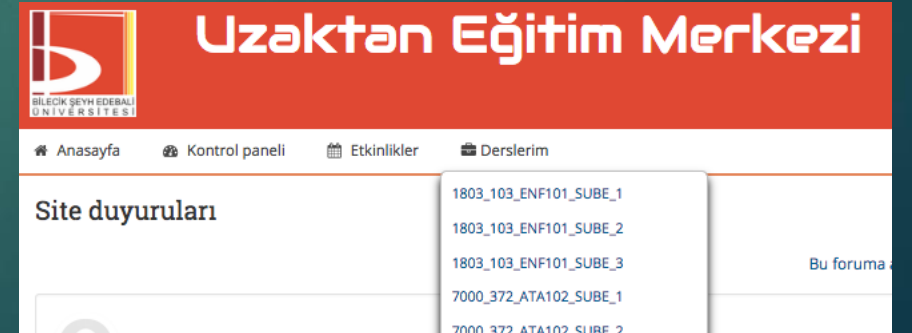 Uzaktan Eğitim Merkezi
BİLECİK ŞEYH EDEBALİ
ÜNİVERSİTESİ
Anasayfa Kontrol paneli Etkinlikler Derslerim
Site duyuruları
1803_103_ENF101_SUBE_1
1803_103_ENF101_SUBE_2
1803_103_ENF101_SUBE_3
Bu foruma
7000_372_ATA102_SUBE_1
7000_372_ATA102_SUBE_2